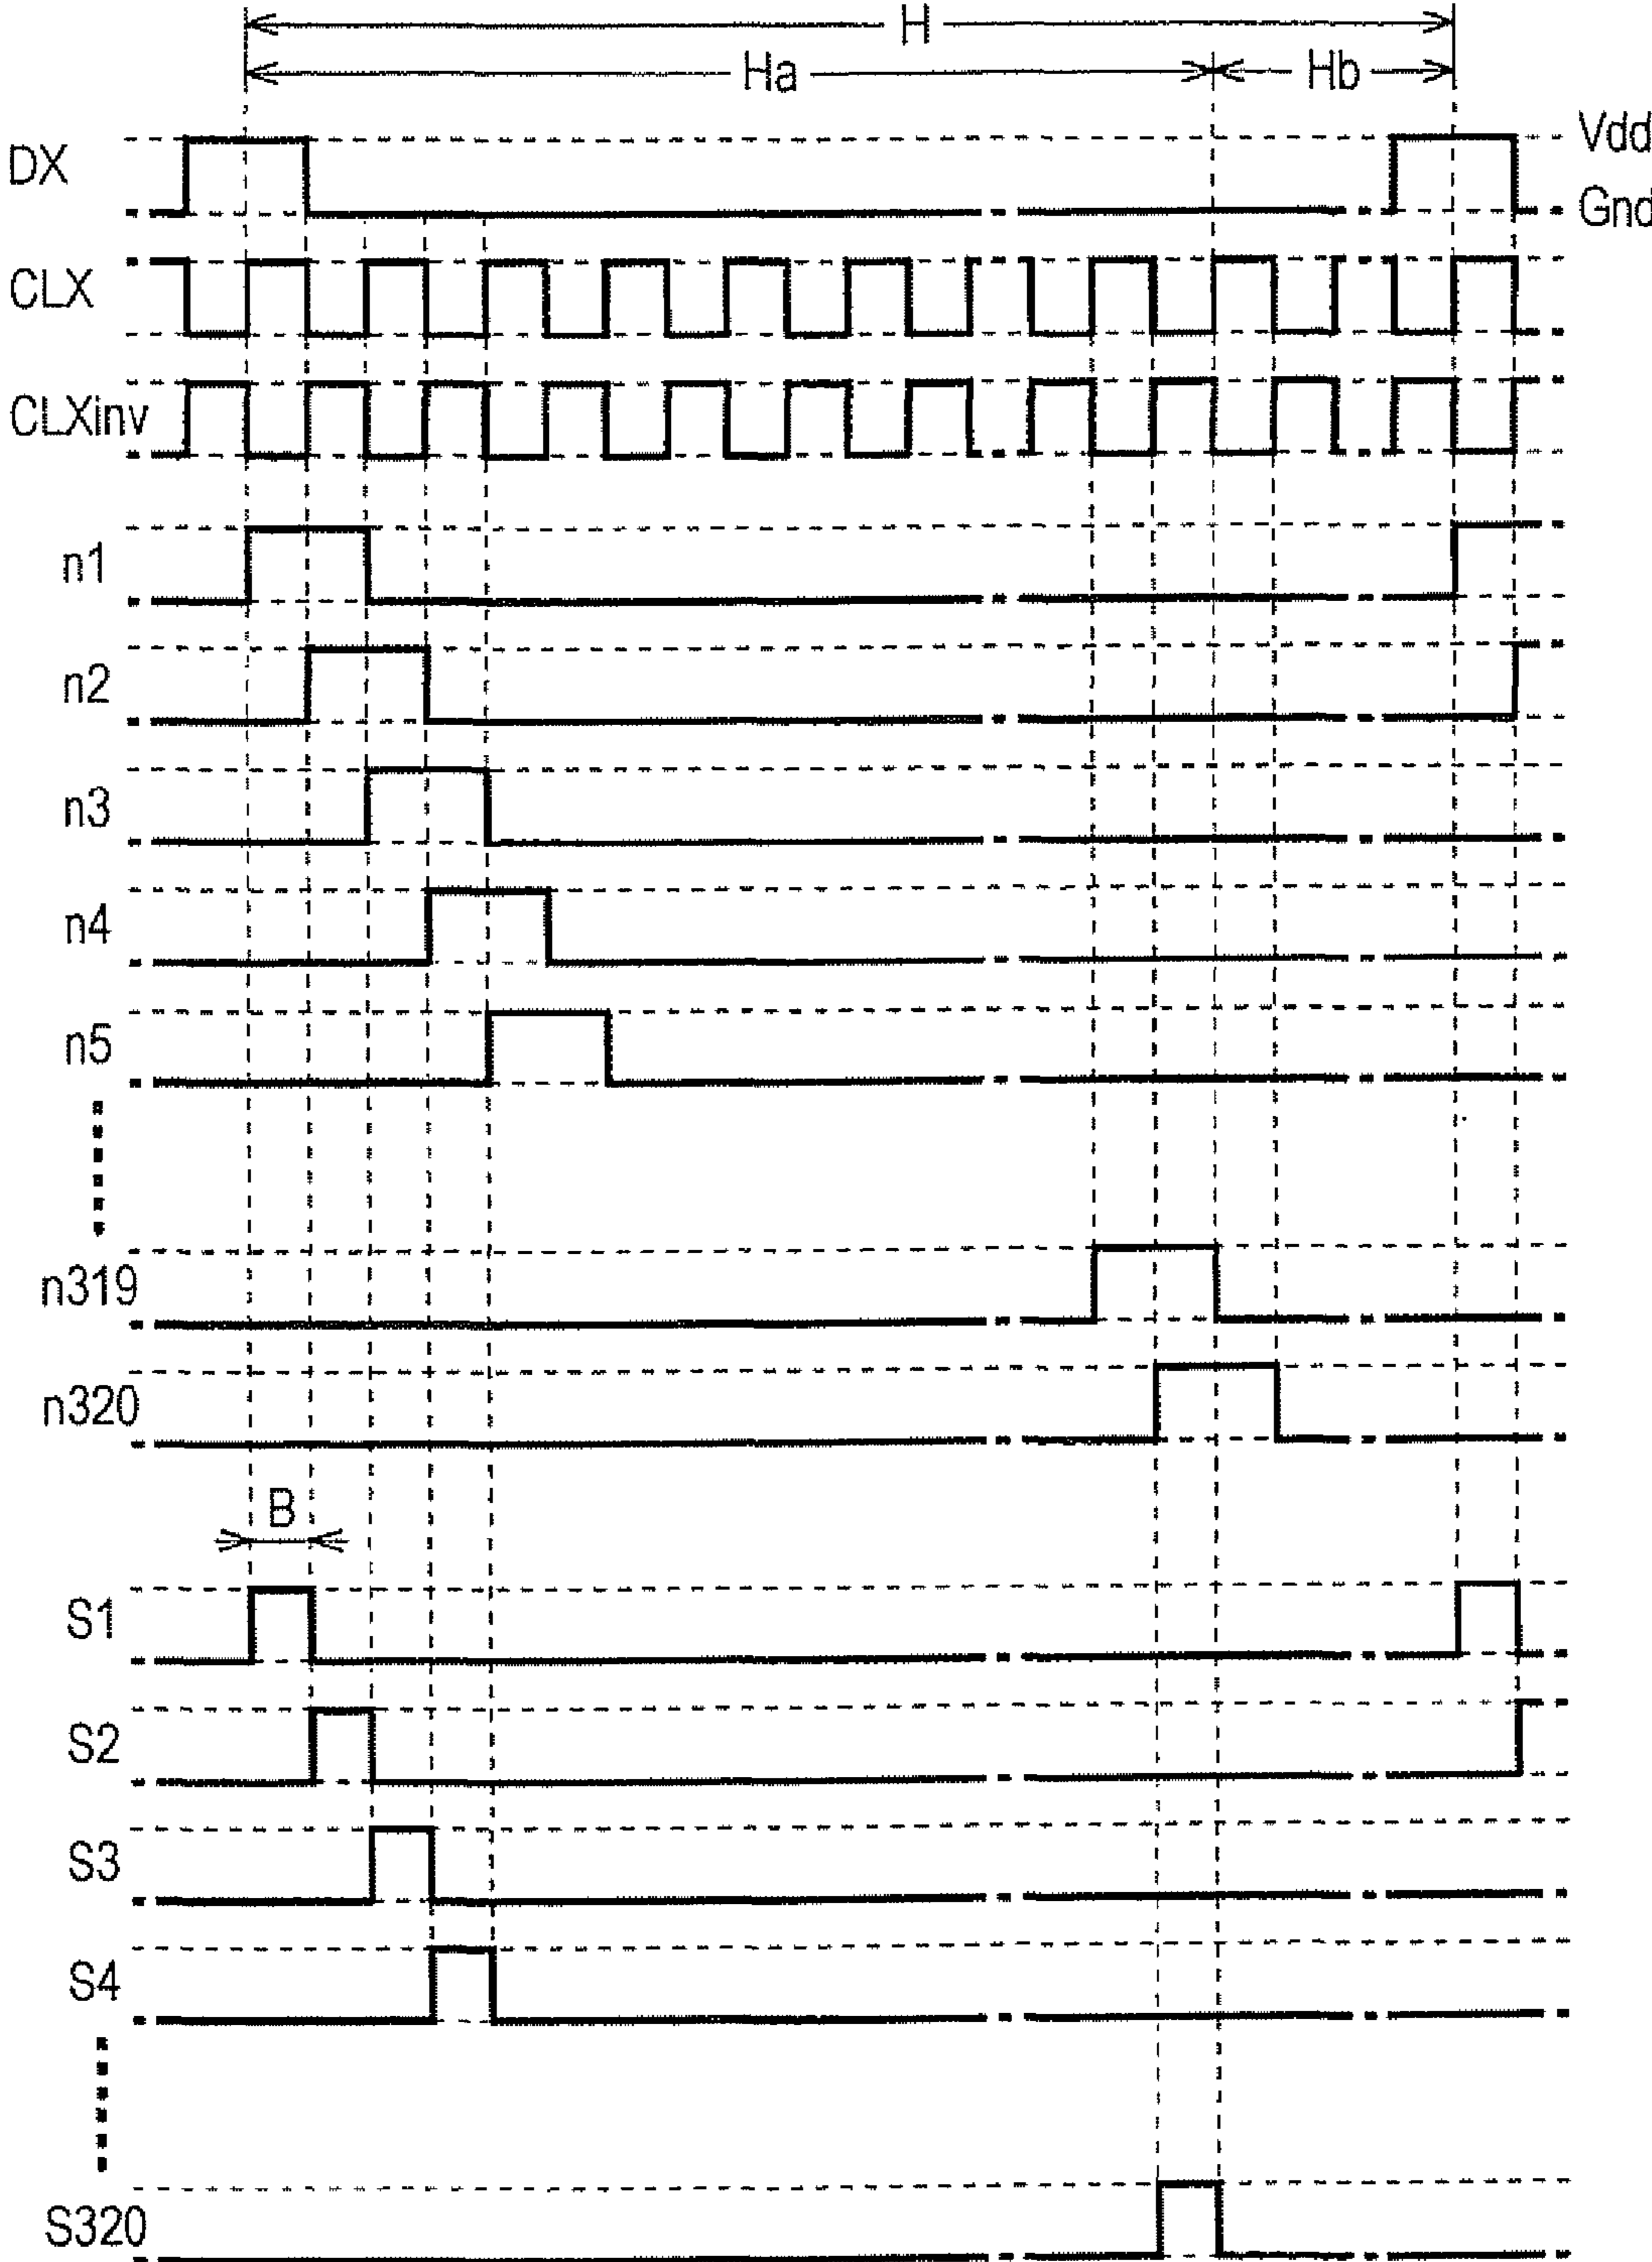 H
Ha
Hb
DX
Vdd
Gnd
CLX
CLXinv
n1
n2
n3
n4
n5
n319
n320
B
S1
S2
S3
S4
S320